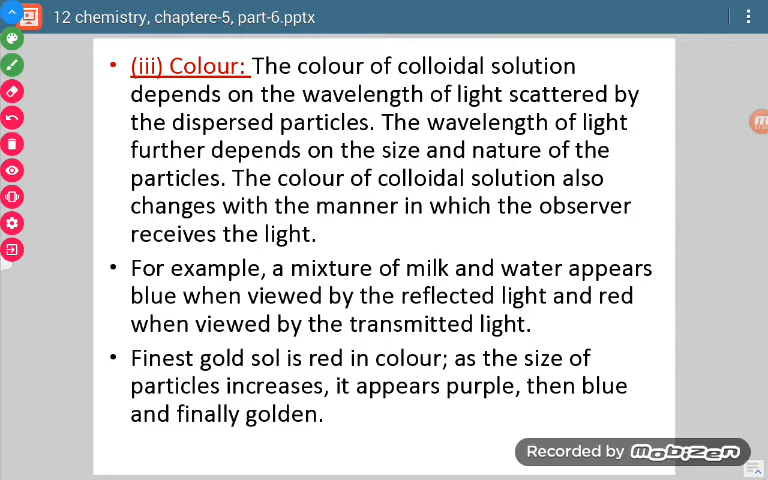 12 chemistry, chaptere-5, part-6.pptx
• (iii) Colour: The colour of colloidal solution
depends on the wavelength of light scattered by
the dispersed particles. The wavelength of light
further depends on the size and nature of the
particles. The colour of colloidal solution also
changes with the manner in which the observer
receives the light.
• For example, a mixture of milk and water appears
blue when viewed by the reflected light and red
when viewed by the transmitted light.
• Finest gold sol is red in colour; as the size of
particles increases, it appears purple, then blue
and finally golden.
Recorded by mobizen